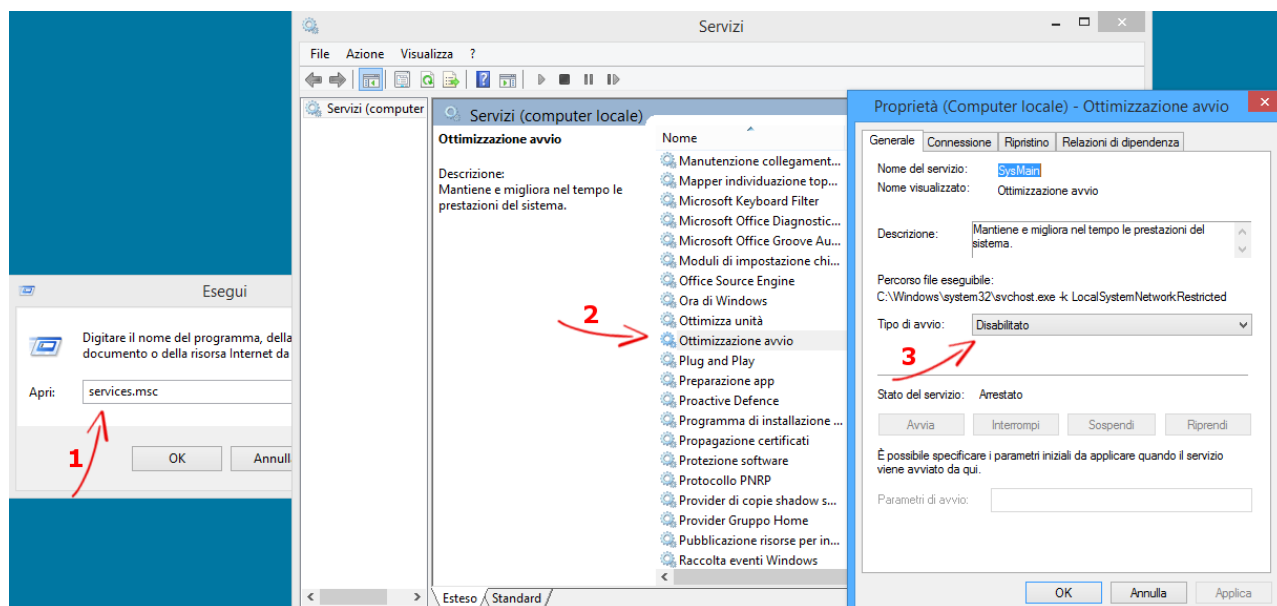 Servizi
File Azione Visualizza ?
Servizi (computer
Servizi (computer locale)
Ottimizzazione avvio
Descrizione:
Mantiene e migliora nel tempo le
prestazioni del sistema.
Nome
Manutenzione collegament...
Mapper individuazione top...
Microsoft Keyboard Filter
Microsoft Office Diagnostic...
Microsoft Office Groove Au...
Moduli di impostazione chi...
Office Source Engine
Ora di Windows
Ottimizza unità
Ottimizzazione avvio
Plug and Play
Preparazione app
Proactive Defence
Programma di installazione ...
Propagazione certificati
Protezione software
Protocollo PNRP
Provider di copie shadow s...
Provider Gruppo Home
Pubblicazione risorse per in...
Raccolta eventi Windows
2
Esteso Standard
Esegui
Digitare il nome del programma, della
documento o della risorsa Internet da
Apri: services.msc
1
OK Annull
Proprietà (Computer locale) - Ottimizzazione avvio
Generale Connessione Ripristino Relazioni di dipendenza
Nome del servizio: SysMain
Nome visualizzato: Ottimizzazione avvio
Descrizione: Mantiene e migliora nel tempo le prestazioni del
sistema.
Percorso file eseguibile:
C:\Windows\system32\svchost.exe -k LocalSystemNetworkRestricted
Tipo di avvio: Disabilitato
3
Stato del servizio: Arrestato
Avvia Interrompi Sospendi Riprendi
È possibile specificare i parametri iniziali da applicare quando il servizio
viene avviato da qui.
Parametri di avvio:
OK Annulla Applica